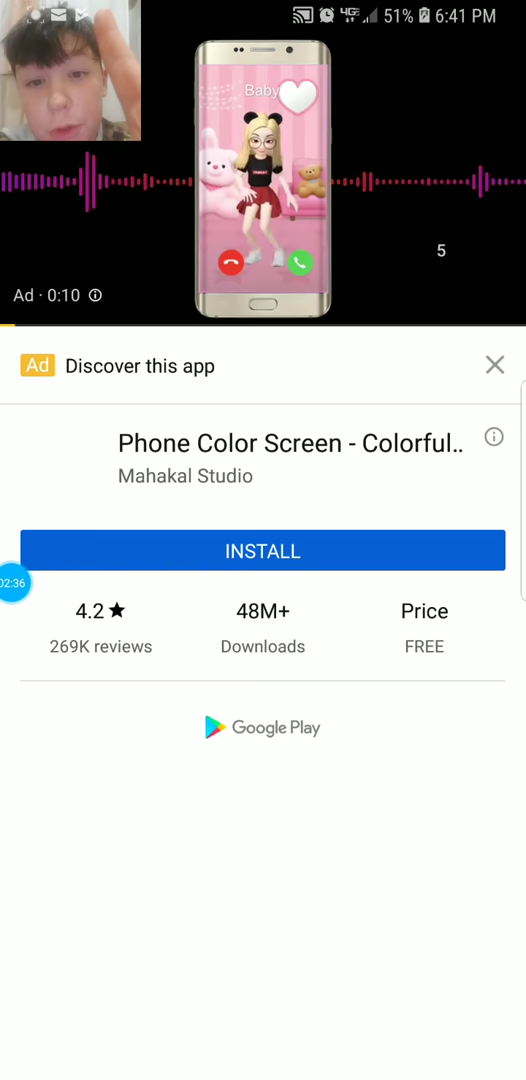 51% 6:41 PM
Baby
5
Ad · 0:10
Ad Discover this app
Phone Color Screen - Colorful..
Mahakal Studio
INSTALL
02:36
4.2★ 48M+ Price
269K reviews Downloads FREE
Google Play